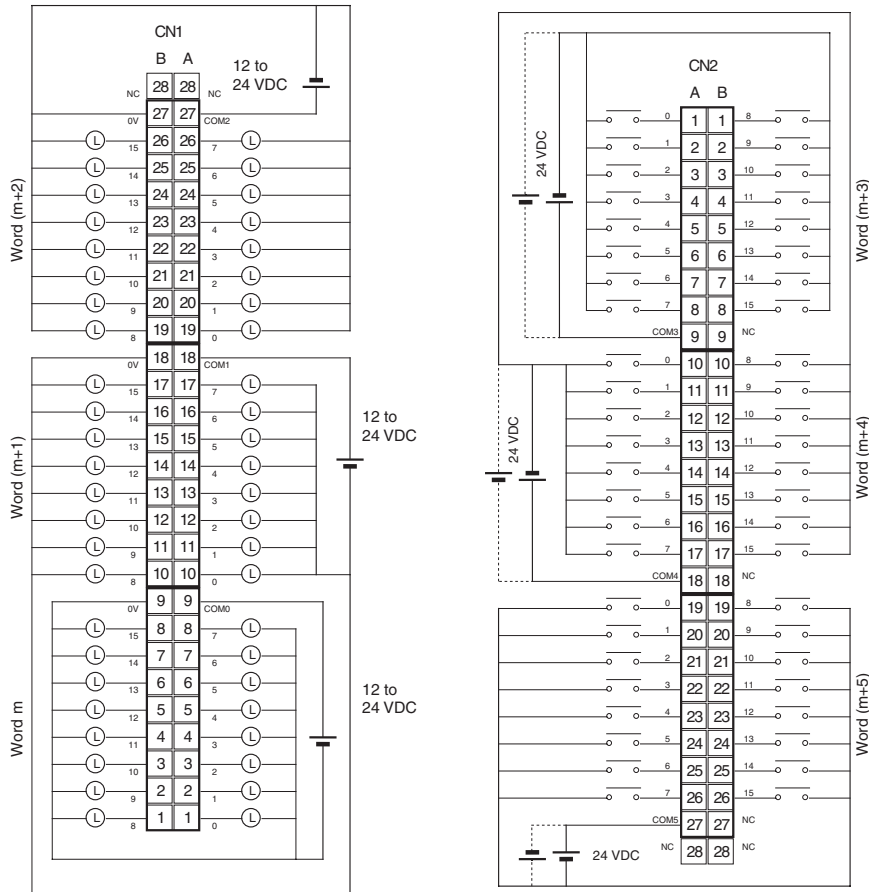 CN1
B A
12 to
24 VDC
NC 28 28 NC
0V 27 27 COM2
L 15 26 26 7 L
L 14 25 25 6 L
L 13 24 24 5 L
L 12 23 23 4 L
L 11 22 22 3 L
L 10 21 21 2 L
L 9 20 20 1 L
L 8 19 19 0 L
Word (m+2)
0V 18 18 COM1
L 15 17 17 7 L
L 14 16 16 6 L
L 13 15 15 5 L
L 12 14 14 4 L
L 11 13 13 3 L
L 10 12 12 2 L
L 9 11 11 1 L
L 8 10 10 0 L
Word (m+1)
12 to
24 VDC
0V 9 9 COM0
L 15 8 8 7 L
L 14 7 7 6 L
L 13 6 6 5 L
L 12 5 5 4 L
L 11 4 4 3 L
L 10 3 3 2 L
L 9 2 2 1 L
L 8 1 1 0 L
Word m
12 to
24 VDC
CN2
A B
0 1 1 8
1 2 2 9
2 3 3 10
3 4 4 11
4 5 5 12
5 6 6 13
6 7 7 14
7 8 8 15
COM3 9 9 NC
24 VDC
Word (m+3)
0 10 10 8
1 11 11 9
2 12 12 10
3 13 13 11
4 14 14 12
5 15 15 13
6 16 16 14
7 17 17 15
COM4 18 18 NC
24 VDC
Word (m+4)
0 19 19 8
1 20 20 9
2 21 21 10
3 22 22 11
4 23 23 12
5 24 24 13
6 25 25 14
7 26 26 15
COM5 27 27 NC
NC 28 28 NC
24 VDC
Word (m+5)